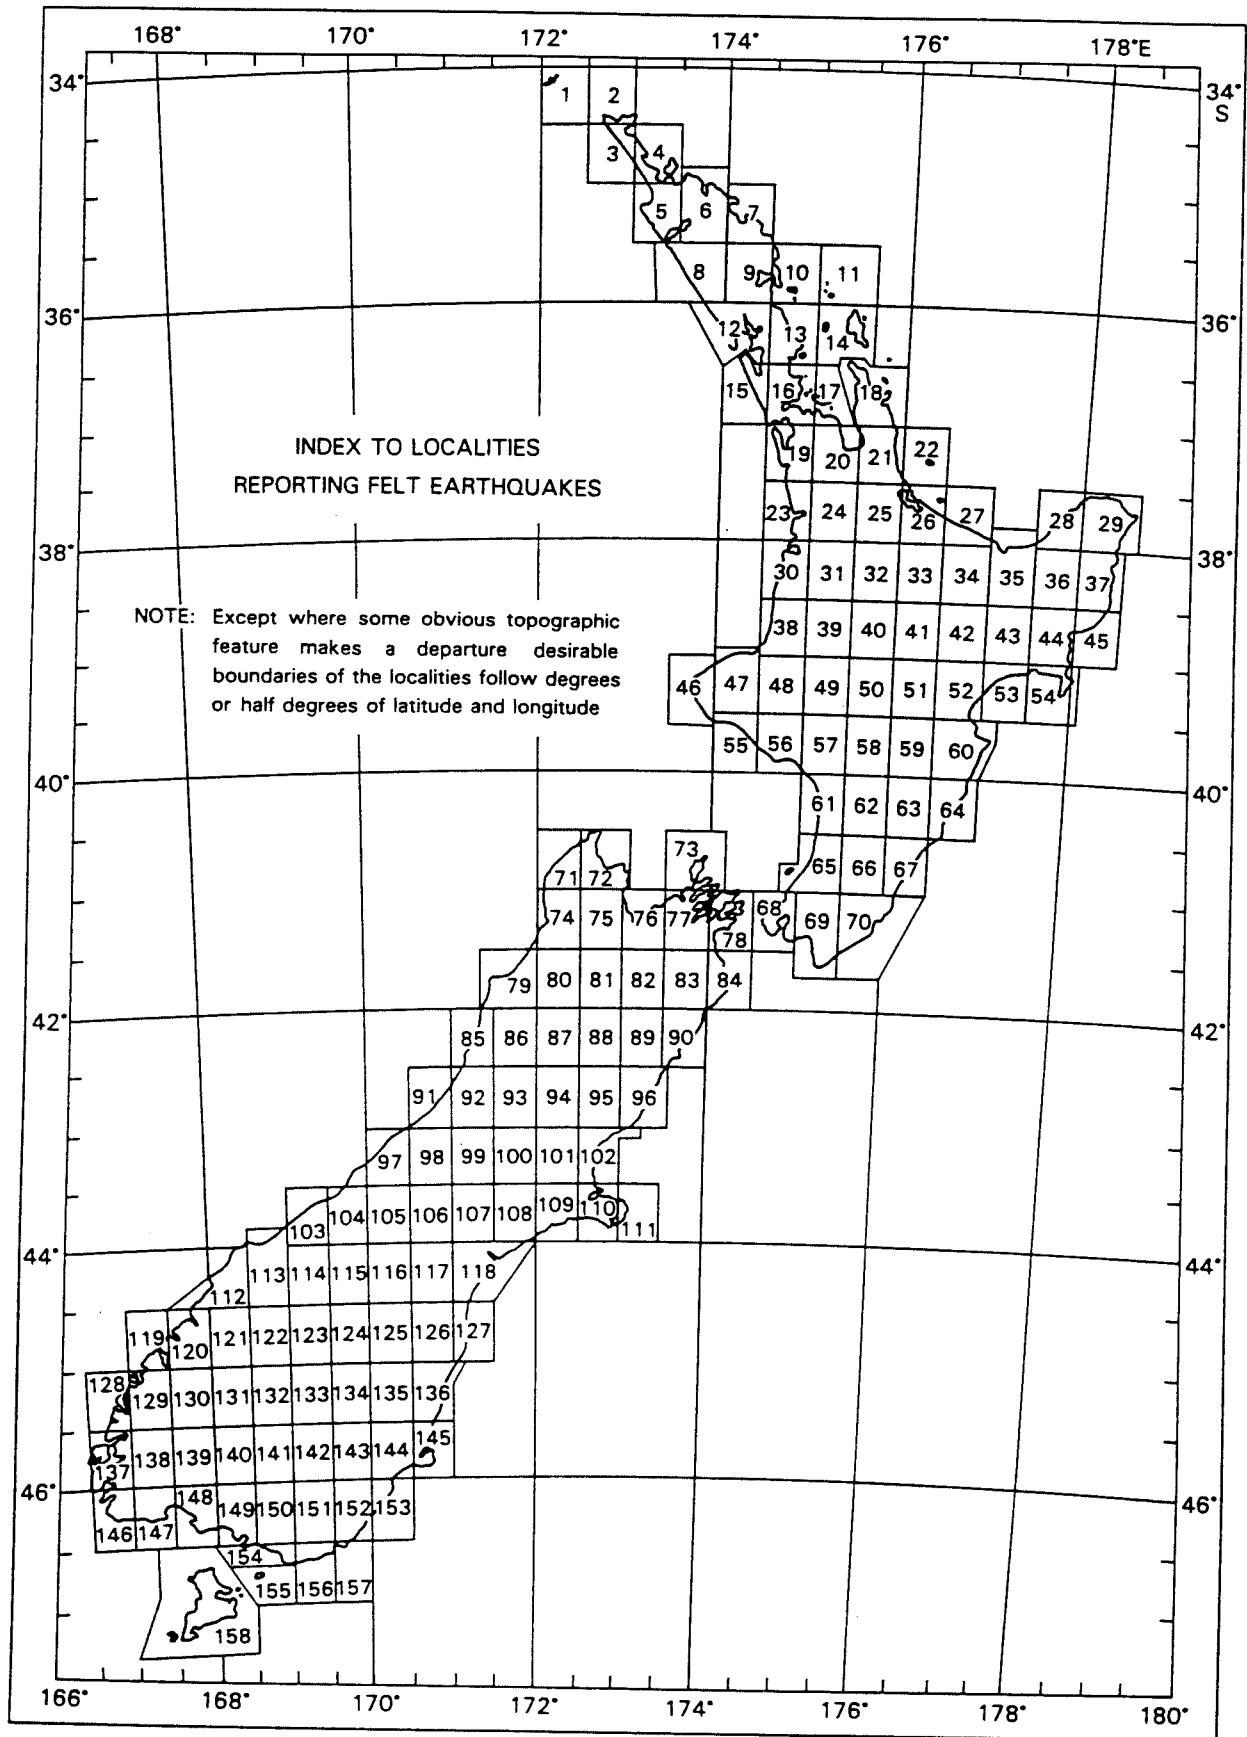 168° 170° 172° 174° 176° 178°E
34° 34°
S
1 2
3 4
5 6 7
8 9 10 11
36° 36°
12 13 14
15 16 17 18
INDEX TO LOCALITIES
REPORTING FELT EARTHQUAKES
19 20 21 22
23 24 25 26 27 28 29
38° 38°
30 31 32 33 34 35 36 37
NOTE: Except where some obvious topographic
feature makes a departure desirable
boundaries of the localities follow degrees
or half degrees of latitude and longitude
38 39 40 41 42 43 44 45
46 47 48 49 50 51 52 53 54
55 56 57 58 59 60
40° 40°
61 62 63 64
73
71 72 65 66 67
74 75 76 77 78 68 69 70
79 80 81 82 83 84
42° 42°
85 86 87 88 89 90
91 92 93 94 95 96
97 98 99 100 101 102
103 104 105 106 107 108 109 110 111
44° 44°
112 113 114 115 116 117 118
119 120 121 122 123 124 125 126 127
128 129 130 131 132 133 134 135 136
137 138 139 140 141 142 143 144 145
46° 46°
146 147 148 149 150 151 152 153
154
155 156 157
158
166° 168° 170° 172° 174° 176° 178° 180°